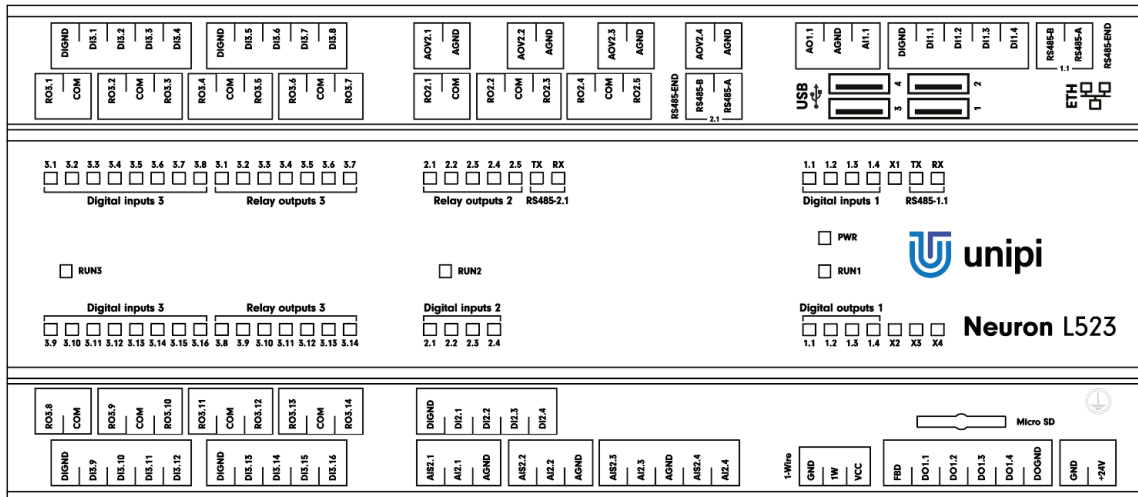 DIGND DI3.1 DI3.2 DI3.3 DI3.4
DIGND DI3.5 DI3.6 DI3.7 DI3.8
AOV2.1 AGND
AOV2.2 AGND
AOV2.3 AGND
AOV2.4 AGND
AO1.1 AGND AI1.1
DIGND DI1.1 DI1.2 DI1.3 DI1.4
RS485-B RS485-A
1.1
RS485-END
RO3.1 COM RO3.2 COM RO3.3
RO3.4 COM RO3.5
RO3.6 COM RO3.7
RO2.1 COM
RO2.2 COM RO2.3
RO2.4 COM RO2.5
RS485-END
RS485-B RS485-A
2.1
USB
4 2
3 1
ETH
3.1 3.2 3.3 3.4 3.5 3.6 3.7 3.8
Digital inputs 3
3.1 3.2 3.3 3.4 3.5 3.6 3.7
Relay outputs 3
2.1 2.2 2.3 2.4 2.5
Relay outputs 2
TX RX
RS485-2.1
1.1 1.2 1.3 1.4 X1
Digital inputs 1
TX RX
RS485-1.1
PWR
RUN3
RUN2
RUN1
unipi
Neuron L523
Digital inputs 3
3.9 3.10 3.11 3.12 3.13 3.14 3.15 3.16
Relay outputs 3
3.8 3.9 3.10 3.11 3.12 3.13 3.14
Digital inputs 2
2.1 2.2 2.3 2.4
Digital outputs 1
1.1 1.2 1.3 1.4 X2 X3 X4
RO3.8 COM
RO3.9 COM RO3.10
RO3.11 COM RO3.12
RO3.13 COM RO3.14
DIGND DI2.1 DI2.2 DI2.3 DI2.4
Micro SD
DIGND DI3.9 DI3.10 DI3.11 DI3.12
DIGND DI3.13 DI3.14 DI3.15 DI3.16
AIS2.1 AI2.1 AGND
AIS2.2 AI2.2 AGND
AIS2.3 AI2.3 AGND AIS2.4 AI2.4
1-Wire
GND 1W VCC
FBD DO1.1 DO1.2 DO1.3 DO1.4 DOGND
GND +24V